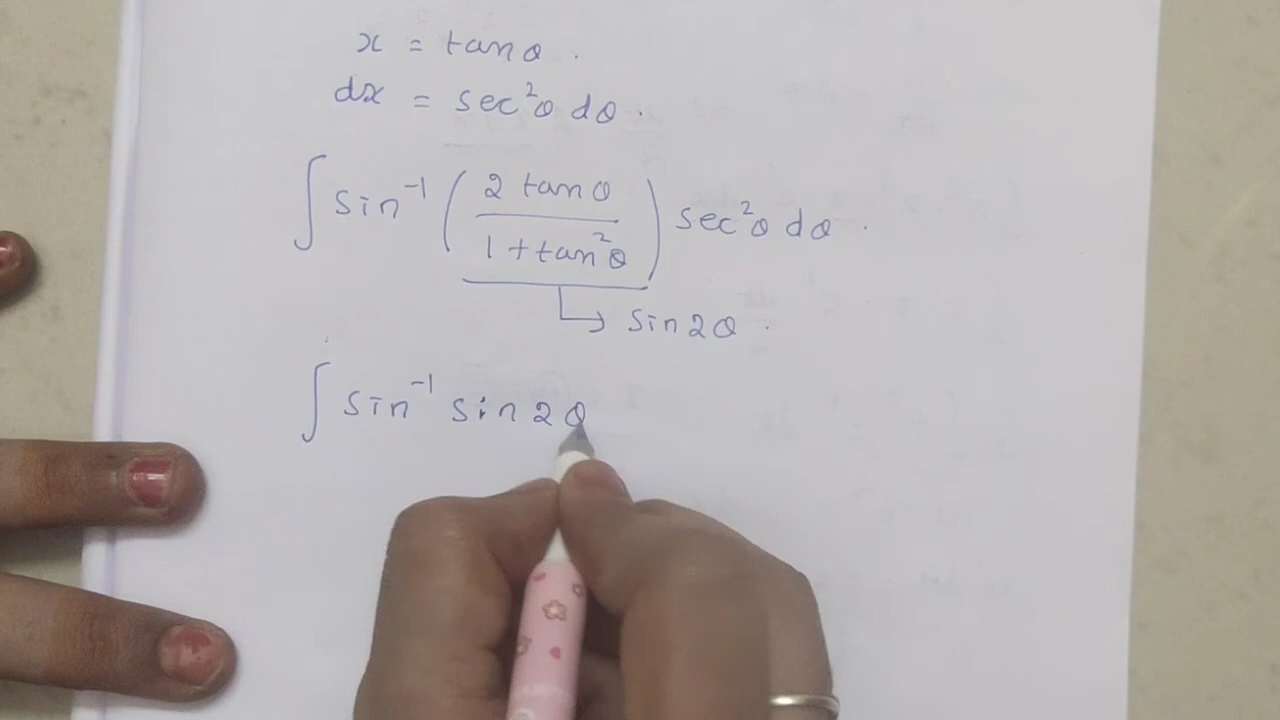 x = tan θ .
dx = sec²θ dθ .
∫ sin⁻¹ ( 2 tan θ / 1 + tan²θ ) sec²θ dθ .
↳ sin 2θ .
∫ sin⁻¹ sin 2θ